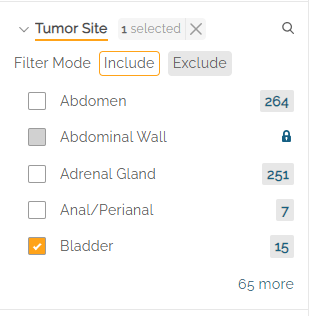 Tumor Site 1 selected
Filter Mode Include Exclude
Abdomen 264
Abdominal Wall
Adrenal Gland 251
Anal/Perianal 7
Bladder 15
65 more